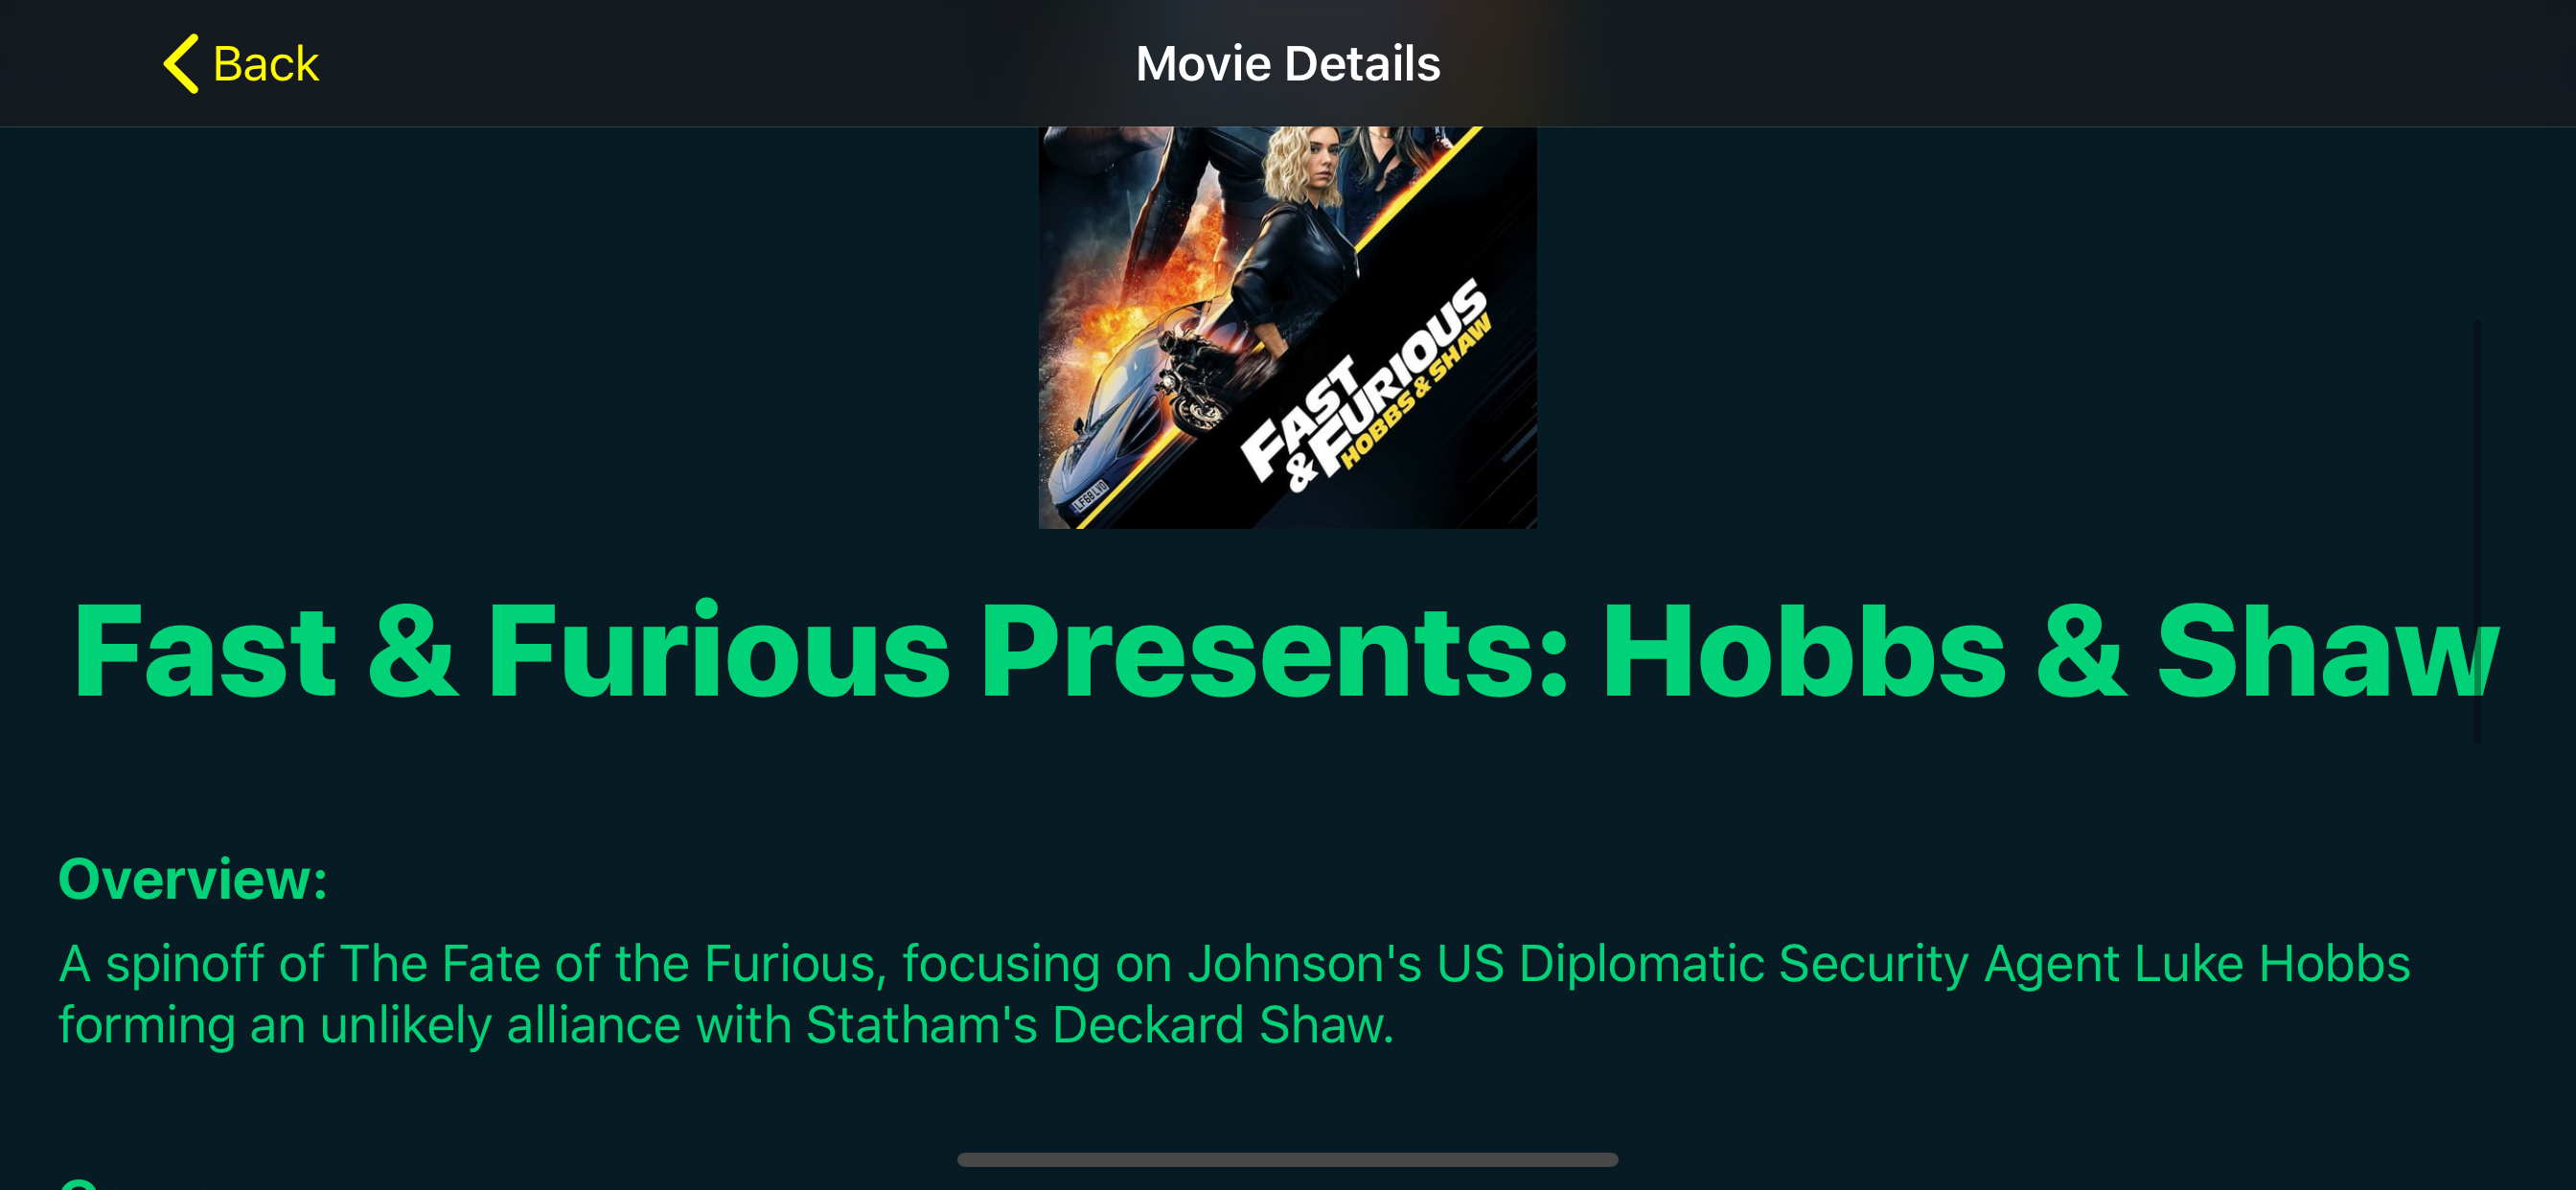 Back
Movie Details
FAST
& FURIOUS
HOBBS & SHAW
LF68 LVO
Fast & Furious Presents: Hobbs & Shaw
Overview:
A spinoff of The Fate of the Furious, focusing on Johnson's US Diplomatic Security Agent Luke Hobbs
forming an unlikely alliance with Statham's Deckard Shaw.